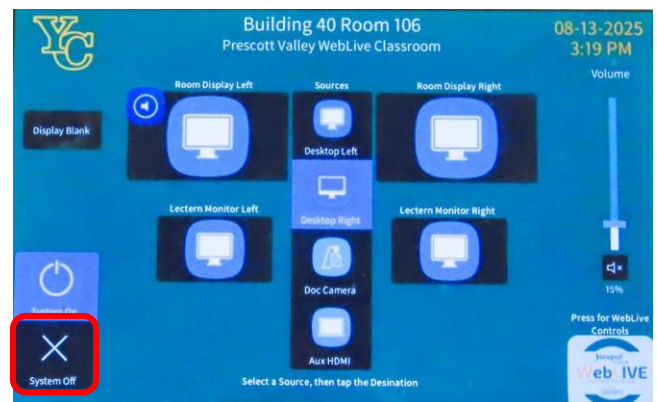 YC
Building 40 Room 106
Prescott Valley WebLive Classroom
08-13-2025
3:19 PM
Volume
Room Display Left
Sources
Room Display Right
Display Blank
Desktop Left
Lectern Monitor Left
Desktop Right
Lectern Monitor Right
System On
Doc Camera
15%
Press for WebLive
Controls
System Off
Aux HDMI
WebLIVE
Select a Source, then tap the Desination